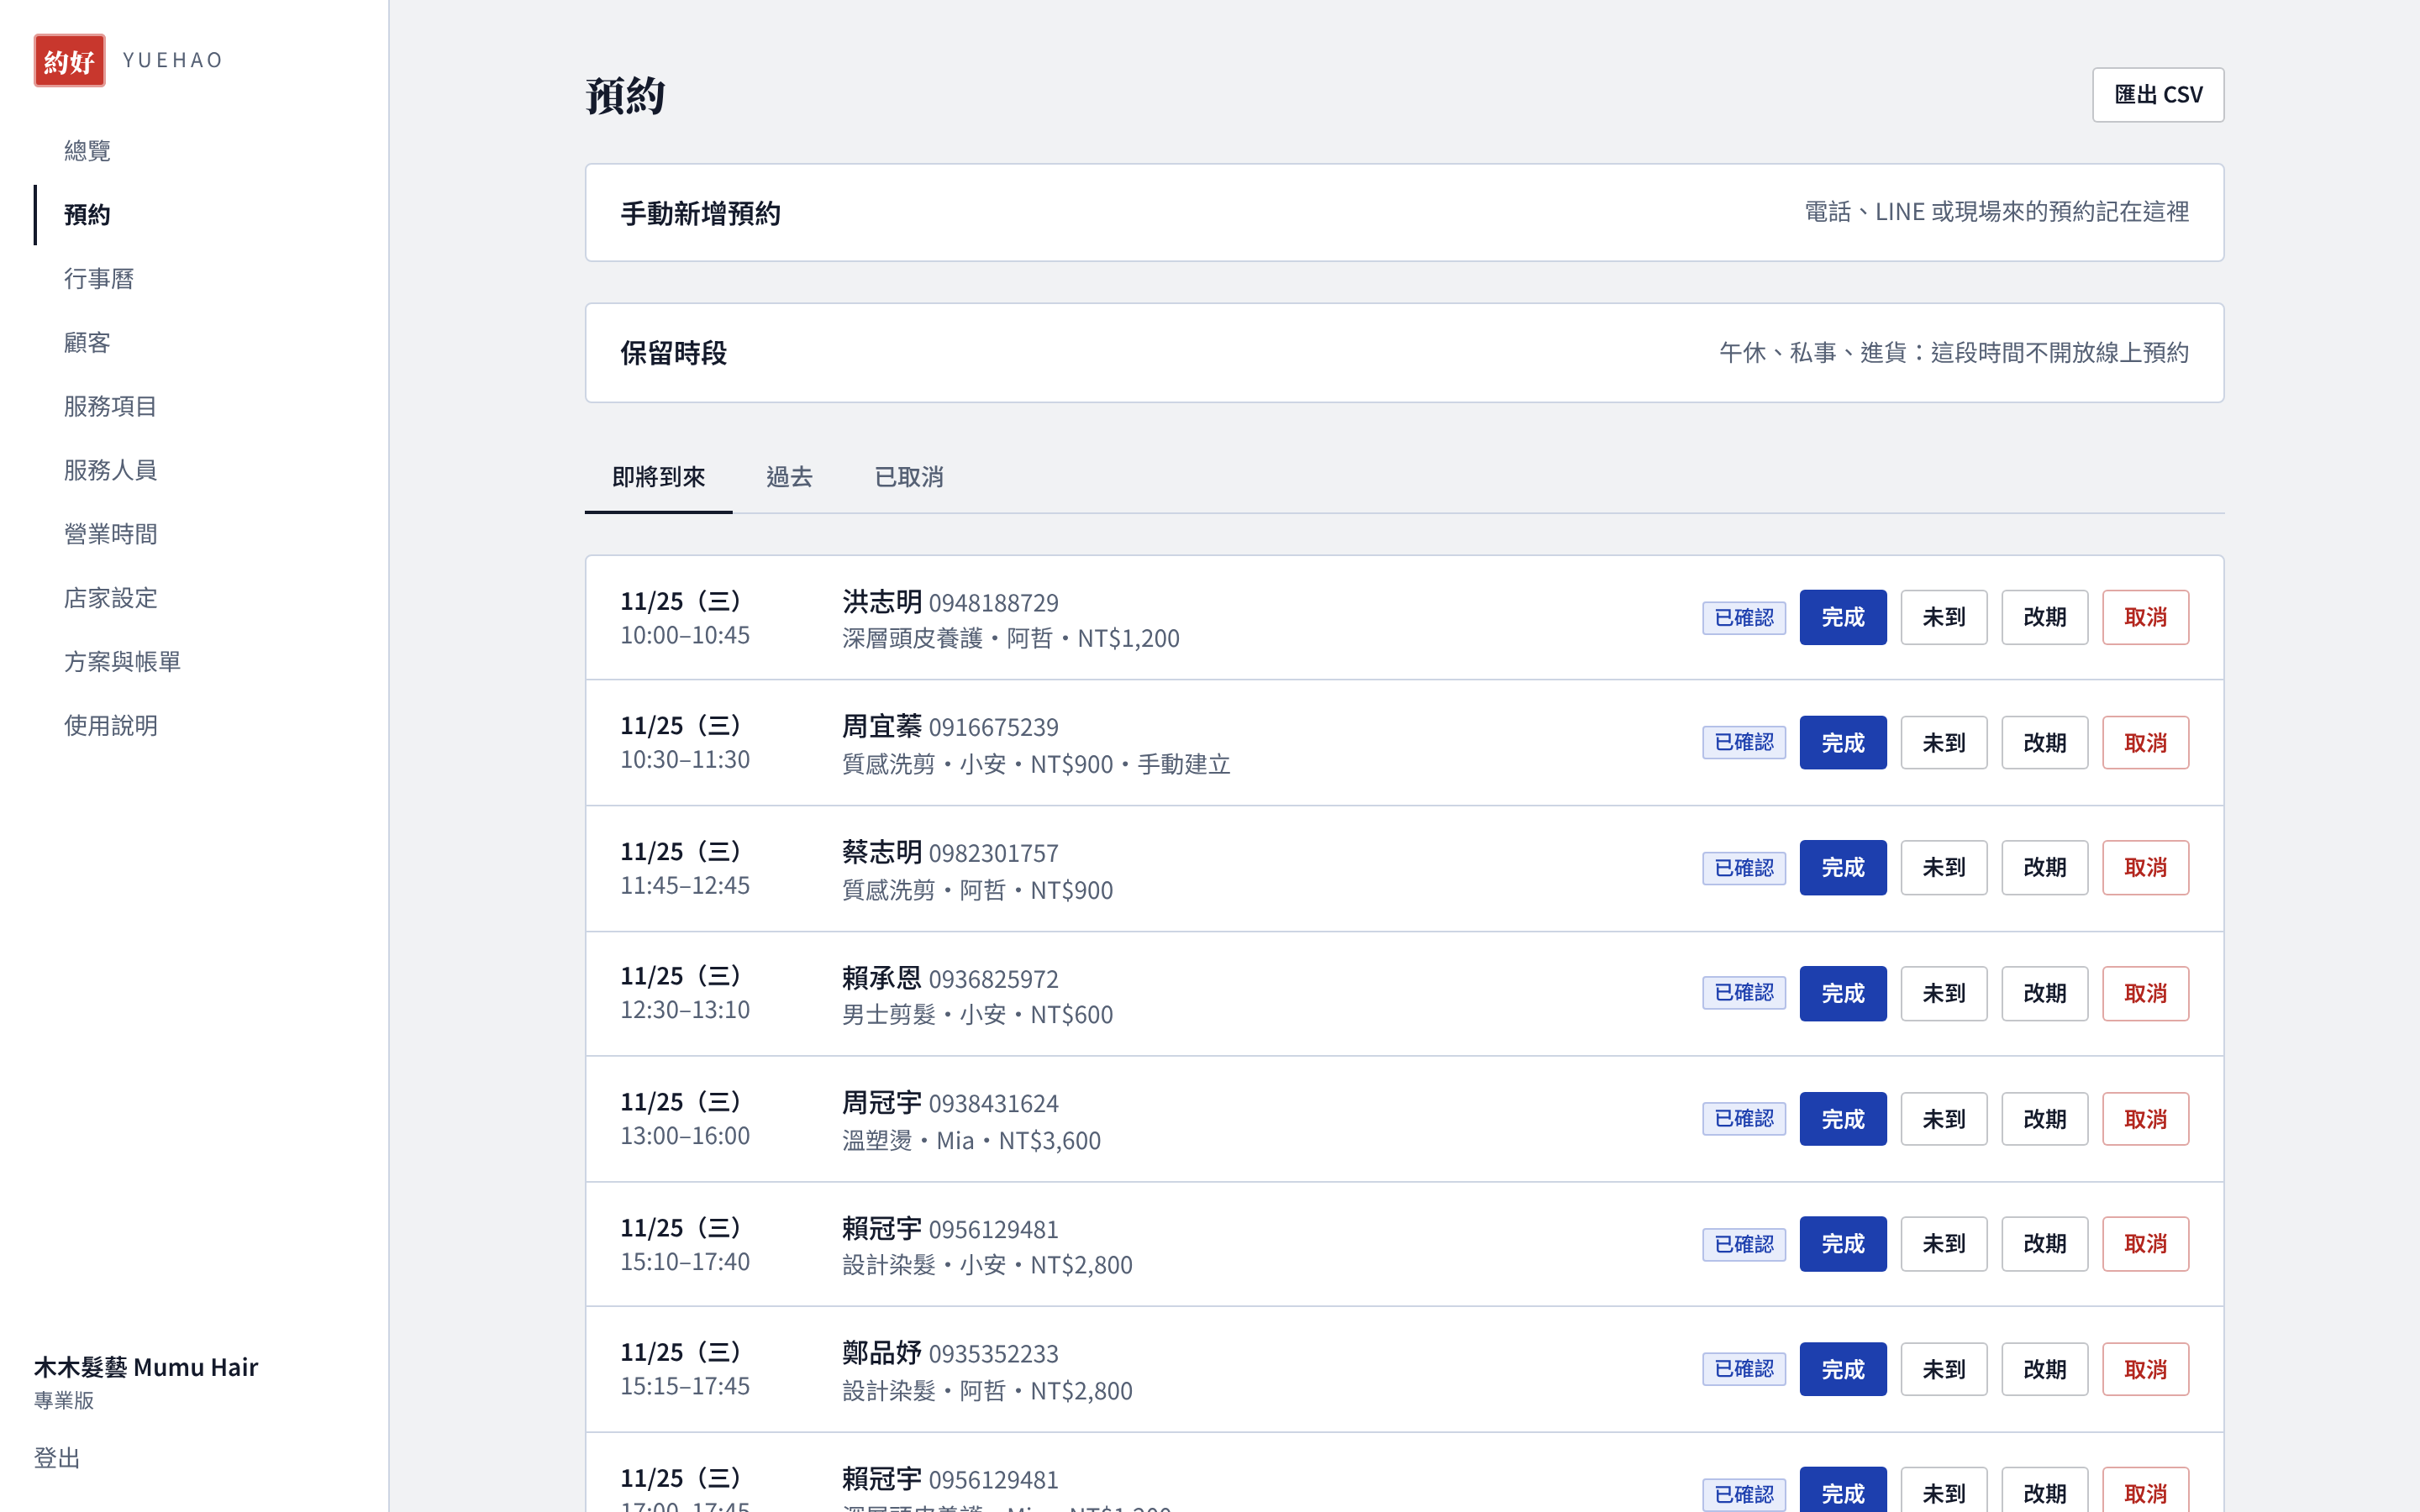 約好 YUEHAO
總覽
預約
行事曆
顧客
服務項目
服務人員
營業時間
店家設定
方案與帳單
使用說明
木木髮藝 Mumu Hair
專業版
登出
預約
匯出 CSV
手動新增預約
電話、LINE 或現場來的預約記在這裡
保留時段
午休、私事、進貨：這段時間不開放線上預約
即將到來 過去 已取消
11/25（三）
10:00–10:45
洪志明 0948188729
深層頭皮養護・阿哲・NT$1,200
已確認 完成 未到 改期 取消
11/25（三）
10:30–11:30
周宜蓁 0916675239
質感洗剪・小安・NT$900・手動建立
已確認 完成 未到 改期 取消
11/25（三）
11:45–12:45
蔡志明 0982301757
質感洗剪・阿哲・NT$900
已確認 完成 未到 改期 取消
11/25（三）
12:30–13:10
賴承恩 0936825972
男士剪髮・小安・NT$600
已確認 完成 未到 改期 取消
11/25（三）
13:00–16:00
周冠宇 0938431624
溫塑燙・Mia・NT$3,600
已確認 完成 未到 改期 取消
11/25（三）
15:10–17:40
賴冠宇 0956129481
設計染髮・小安・NT$2,800
已確認 完成 未到 改期 取消
11/25（三）
15:15–17:45
鄭品妤 0935352233
設計染髮・阿哲・NT$2,800
已確認 完成 未到 改期 取消
11/25（三）
17:00–17:45
賴冠宇 0956129481
深層頭皮養護・Mia・NT$1,200
已確認 完成 未到 改期 取消